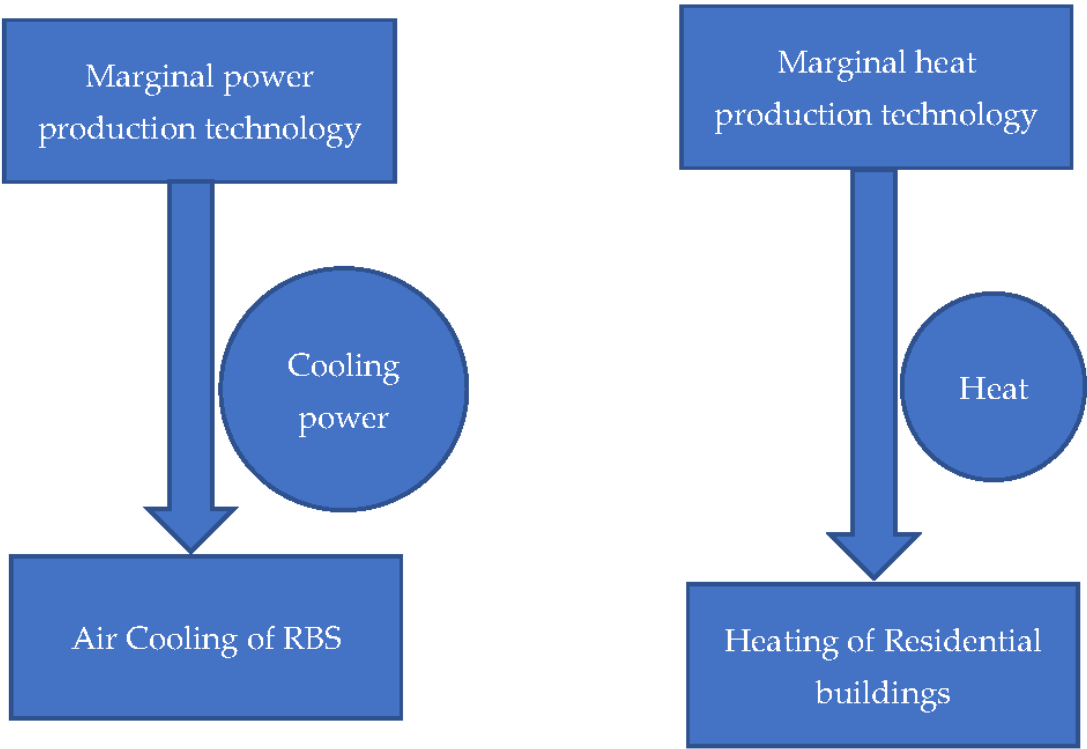 Marginal power
production technology
Cooling
power
Air Cooling of RBS
Marginal heat
production technology
Heat
Heating of Residential
buildings